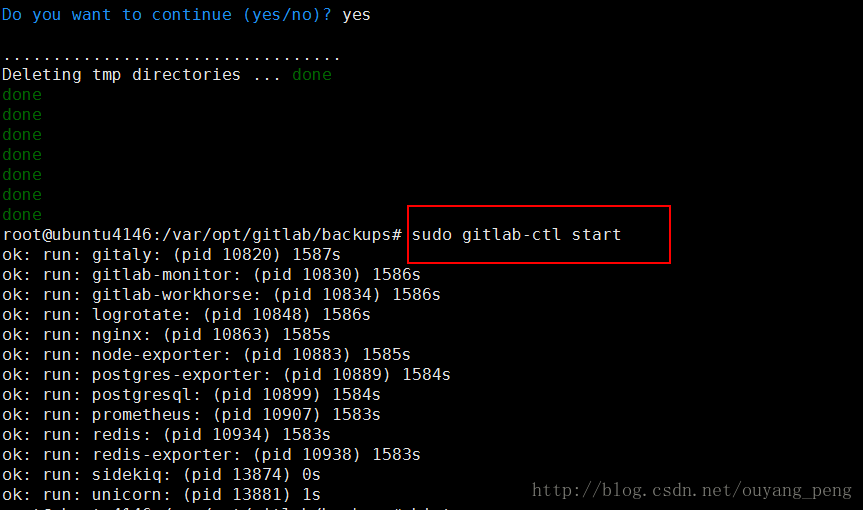 Do you want to continue (yes/no)? yes
..................................
Deleting tmp directories ... done
done
done
done
done
done
done
done
root@ubuntu4146:/var/opt/gitlab/backups# sudo gitlab-ctl start
ok: run: gitaly: (pid 10820) 1587s
ok: run: gitlab-monitor: (pid 10830) 1586s
ok: run: gitlab-workhorse: (pid 10834) 1586s
ok: run: logrotate: (pid 10848) 1586s
ok: run: nginx: (pid 10863) 1585s
ok: run: node-exporter: (pid 10883) 1585s
ok: run: postgres-exporter: (pid 10889) 1584s
ok: run: postgresql: (pid 10899) 1584s
ok: run: prometheus: (pid 10907) 1583s
ok: run: redis: (pid 10934) 1583s
ok: run: redis-exporter: (pid 10938) 1583s
ok: run: sidekiq: (pid 13874) 0s
ok: run: unicorn: (pid 13881) 1s
http://blog.csdn.net/ouyang_peng